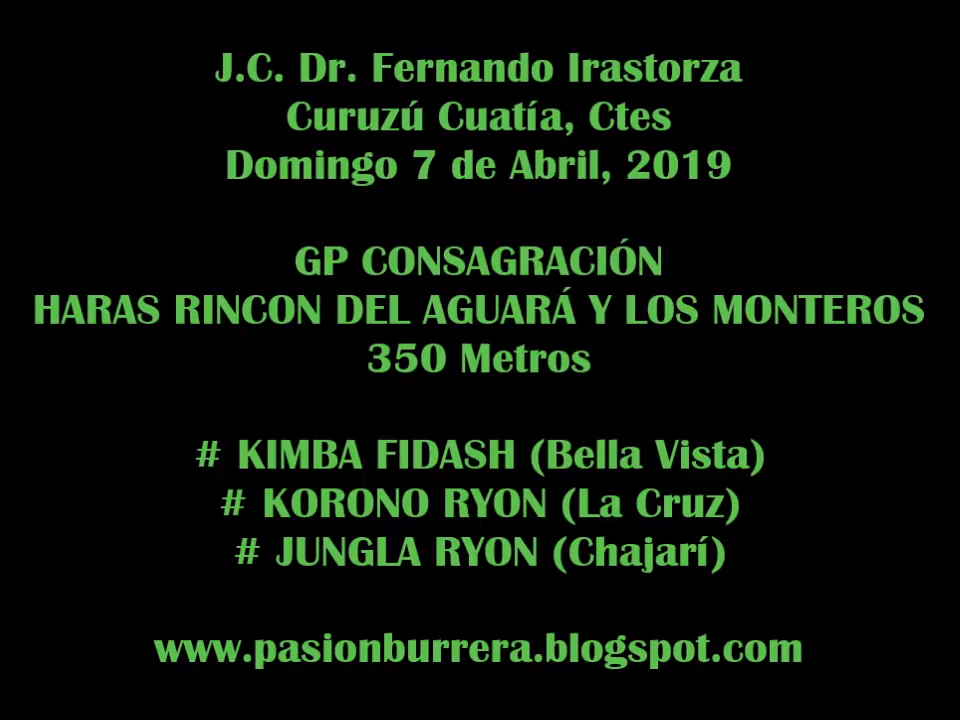 J.C. Dr. Fernando Irastorza
Curuzú Cuatía, Ctes
Domingo 7 de Abril, 2019
GP CONSAGRACIÓN
HARAS RINCON DEL AGUARÁ Y LOS MONTEROS
350 Metros
# KIMBA FIDASH (Bella Vista)
# KORONO RYON (La Cruz)
# JUNGLA RYON (Chajarí)
www.pasionburrera.blogspot.com